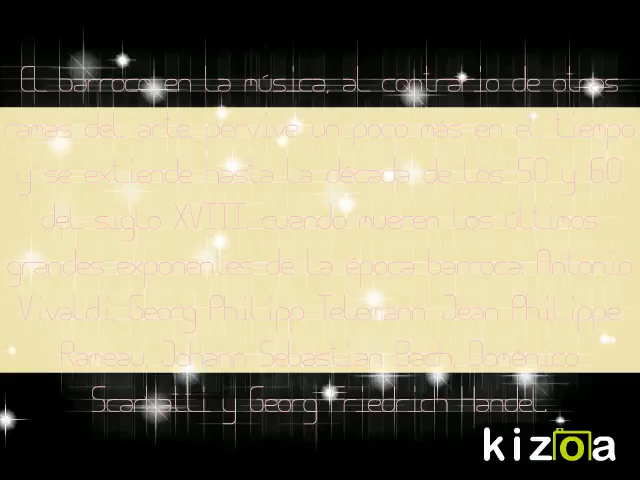 El barroco en la música, al contrario de otras
ramas del arte, pervive un poco más en el tiempo
y se extiende hasta la década de los 50 y 60
del siglo XVIII, cuando mueren los últimos
grandes exponentes de la época barroca: Antonio
Vivaldi, Georg Philipp Telemann, Jean Philippe
Rameau, Johann Sebastian Bach, Doménico
Scarlatti y Georg Friedrich Handel.
kizoa